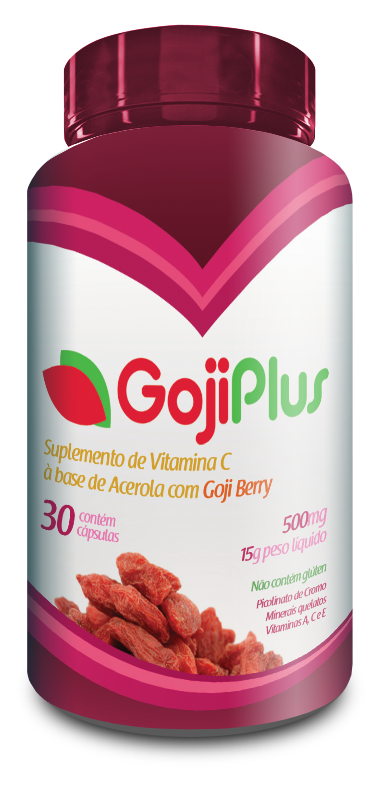 GojiPlus
Suplemento de Vitamina C
à base de Acerola com Goji Berry
30 contém
cápsulas
500mg
15g peso líquido
Não contém glúten
Picolinato de Cromo
Minerais quelatos
Vitaminas A, C e E